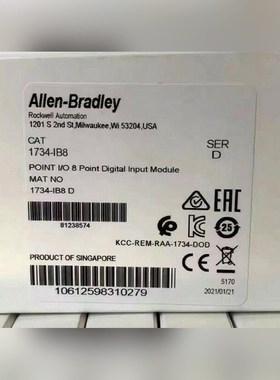 Allen-Bradley
Rockwell Automation
1201 S 2nd St,Milwaukee,Wi 53204,USA
CAT
1734-IB8
SER
D
POINT I/O 8 Point Digital Input Module
MAT NO
1734-IB8 D
81238574
EAC
25
KCC-REM-RAA-1734-DOD
PRODUCT OF SINGAPORE
5170
2021/01/21
10612598310279